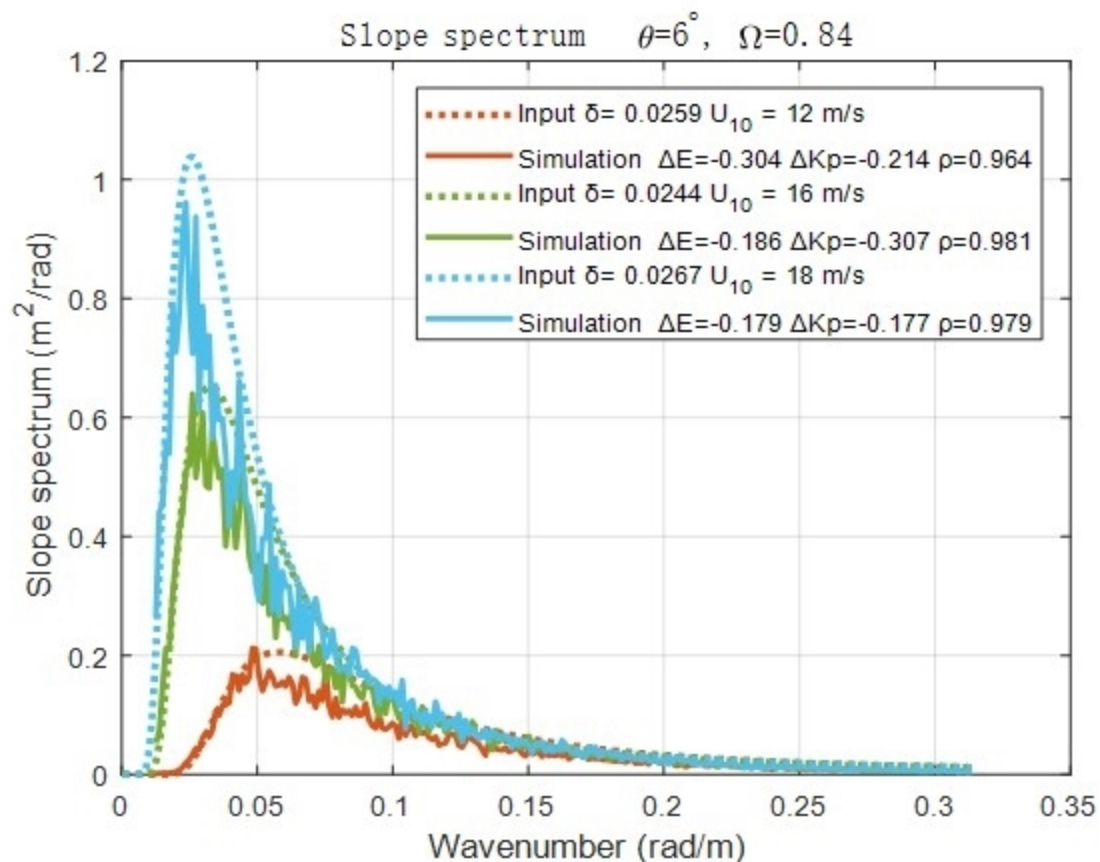 Slope spectrum θ=6°, Ω=0.84
1.2
1
0.8
0.6
0.4
0.2
0
Slope spectrum (m²/rad)
Input δ= 0.0259 U₁₀ = 12 m/s
Simulation ΔE=-0.304 ΔKp=-0.214 ρ=0.964
Input δ= 0.0244 U₁₀ = 16 m/s
Simulation ΔE=-0.186 ΔKp=-0.307 ρ=0.981
Input δ= 0.0267 U₁₀ = 18 m/s
Simulation ΔE=-0.179 ΔKp=-0.177 ρ=0.979
0 0.05 0.1 0.15 0.2 0.25 0.3 0.35
Wavenumber (rad/m)